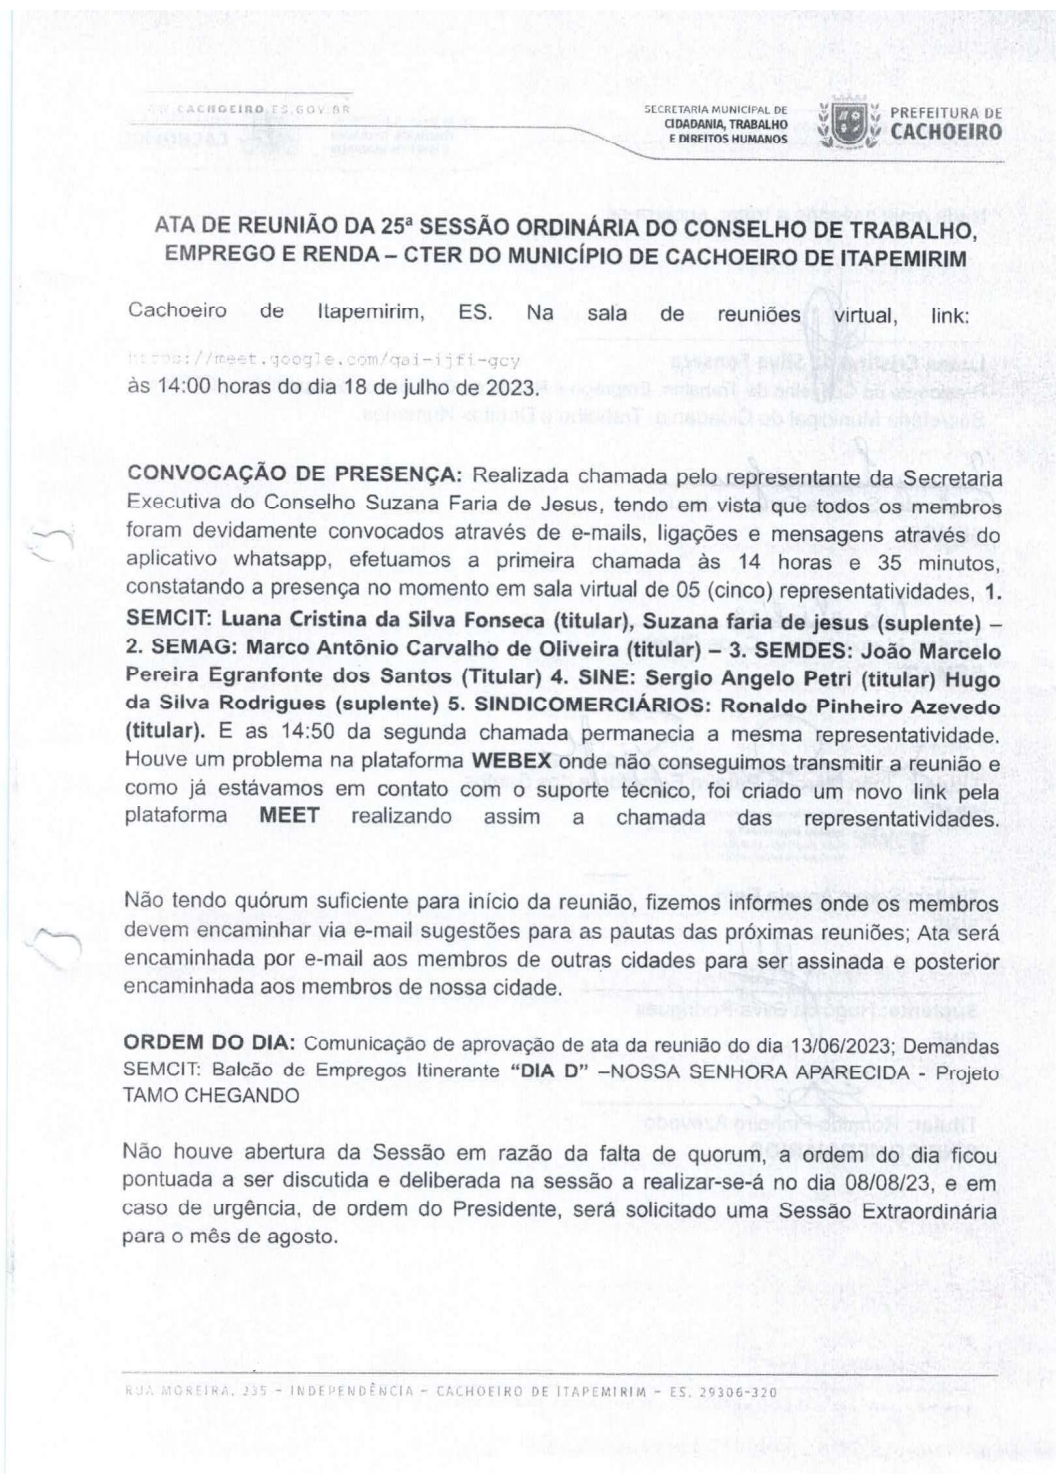 CACHOEIRO.ES.GOV.BR
SECRETARIA MUNICIPAL DE
CIDADANIA, TRABALHO
E DIREITOS HUMANOS
PREFEITURA DE
CACHOEIRO
ATA DE REUNIÃO DA 25ª SESSÃO ORDINÁRIA DO CONSELHO DE TRABALHO,
EMPREGO E RENDA – CTER DO MUNICÍPIO DE CACHOEIRO DE ITAPEMIRIM
Cachoeiro de Itapemirim, ES. Na sala de reuniões virtual, link:
://meet.google.com/qai-ijfi-gcy
às 14:00 horas do dia 18 de julho de 2023.
CONVOCAÇÃO DE PRESENÇA: Realizada chamada pelo representante da Secretaria
Executiva do Conselho Suzana Faria de Jesus, tendo em vista que todos os membros
foram devidamente convocados através de e-mails, ligações e mensagens através do
aplicativo whatsapp, efetuamos a primeira chamada às 14 horas e 35 minutos,
constatando a presença no momento em sala virtual de 05 (cinco) representatividades, 1.
SEMCIT: Luana Cristina da Silva Fonseca (titular), Suzana faria de jesus (suplente) –
2. SEMAG: Marco Antônio Carvalho de Oliveira (titular) – 3. SEMDES: João Marcelo
Pereira Egranfonte dos Santos (Titular) 4. SINE: Sergio Angelo Petri (titular) Hugo
da Silva Rodrigues (suplente) 5. SINDICOMERCIÁRIOS: Ronaldo Pinheiro Azevedo
(titular). E as 14:50 da segunda chamada permanecia a mesma representatividade.
Houve um problema na plataforma WEBEX onde não conseguimos transmitir a reunião e
como já estávamos em contato com o suporte técnico, foi criado um novo link pela
plataforma MEET realizando assim a chamada das representatividades.
Não tendo quórum suficiente para início da reunião, fizemos informes onde os membros
devem encaminhar via e-mail sugestões para as pautas das próximas reuniões; Ata será
encaminhada por e-mail aos membros de outras cidades para ser assinada e posterior
encaminhada aos membros de nossa cidade.
ORDEM DO DIA: Comunicação de aprovação de ata da reunião do dia 13/06/2023; Demandas
SEMCIT: Balcão de Empregos Itinerante “DIA D” –NOSSA SENHORA APARECIDA - Projeto
TAMO CHEGANDO
Não houve abertura da Sessão em razão da falta de quorum, a ordem do dia ficou
pontuada a ser discutida e deliberada na sessão a realizar-se-á no dia 08/08/23, e em
caso de urgência, de ordem do Presidente, será solicitado uma Sessão Extraordinária
para o mês de agosto.
RUA MOREIRA, 235 – INDEPENDÊNCIA – CACHOEIRO DE ITAPEMIRIM – ES. 29306-320